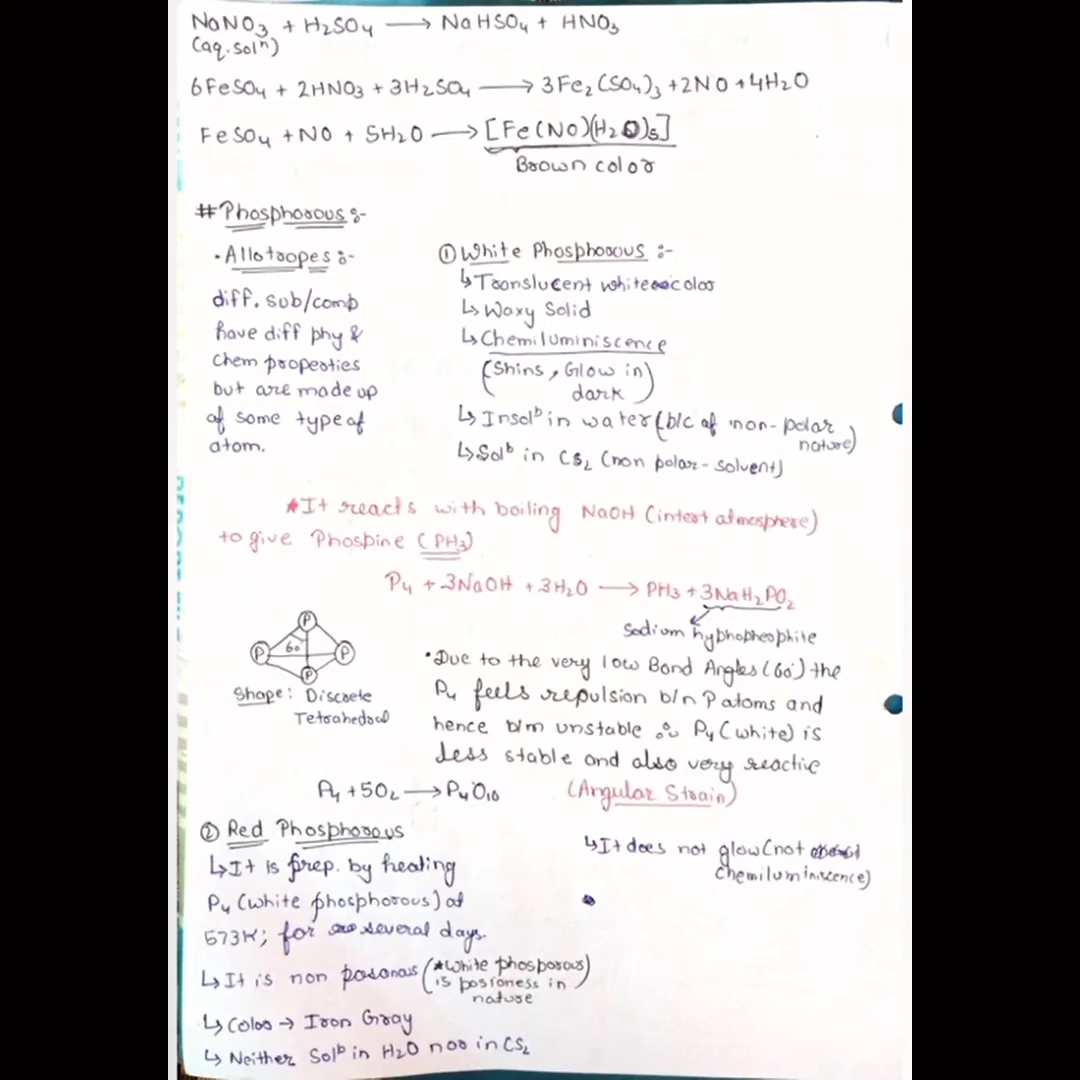 NaNO3 + H2SO4 ⟶ NaHSO4 + HNO3
(aq. solⁿ)
6FeSO4 + 2HNO3 + 3H2SO4 ⟶ 3Fe2(SO4)3 + 2NO + 4H2O
FeSO4 + NO + 5H2O ⟶ [Fe(NO)(H2O)5]
Brown color
# Phosphorous :-
• Allotropes :-
diff. sub/comp
have diff phy &
chem properties
but are made up
of some type of
atom.
① White Phosphorous :-
↳ Translucent white color
↳ Waxy Solid
↳ Chemiluminiscence
(Shins, Glow in
dark)
↳ Insolᵇ in water (b/c of non-polar
nature)
↳ Solᵇ in CS2 (non polar-solvent)
* It reacts with boiling NaOH (intert atmosphere)
to give Phospine (PH3)
P4 + 3NaOH + 3H2O ⟶ PH3 + 3NaH2PO2
Sodium hyphopheophite
P
P 60° P
P
Shape: Discrete
Tetrahedral
• Due to the very low Bond Angles (60°) the
P4 feels repulsion b/n P atoms and
hence b/m unstable ∴ P4 (white) is
less stable and also very reactie
(Angular Strain)
P4 + 5O2 ⟶ P4O10
② Red Phosphorous
↳ It is prep. by heating
P4 (white phosphorous) at
573K; for several days.
↳ It is non posonas (*white phosporous
is posioness in
nature)
↳ Color → Iron Gray
↳ Neither Solᵇ in H2O nor in CS2
↳ It does not glow (not
chemiluminiscence)